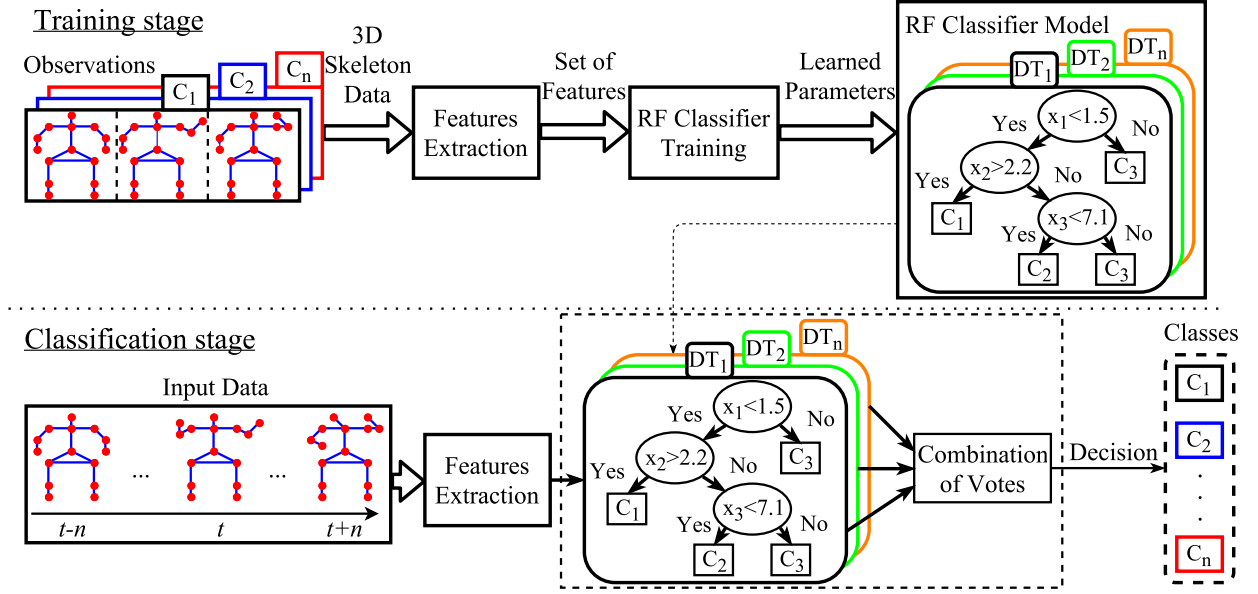 Training stage
Observations
C1
C2
Cn
3D
Skeleton
Data
Features
Extraction
Set of
Features
RF Classifier
Training
Learned
Parameters
RF Classifier Model
DT1
DT2
DTn
x1<1.5
Yes
No
x2>2.2
C3
Yes
No
C1
x3<7.1
Yes
No
C2
C3
Classification stage
Input Data
...
...
t-n
t
t+n
Features
Extraction
DT1
DT2
DTn
x1<1.5
Yes
No
x2>2.2
C3
Yes
No
C1
x3<7.1
Yes
No
C2
C3
Combination
of Votes
Decision
Classes
C1
C2
.
.
.
.
Cn